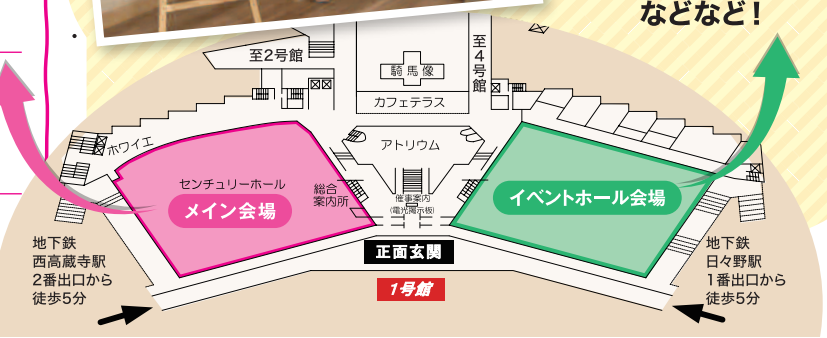 などなど!
至2号館
至4号館
騎馬像
カフェテラス
ホワイエ
アトリウム
センチュリーホール
メイン会場
総合
案内所
催事案内
(電光掲示板)
イベントホール会場
地下鉄
西高蔵寺駅
2番出口から
徒歩5分
正面玄関
1号館
地下鉄
日々野駅
1番出口から
徒歩5分